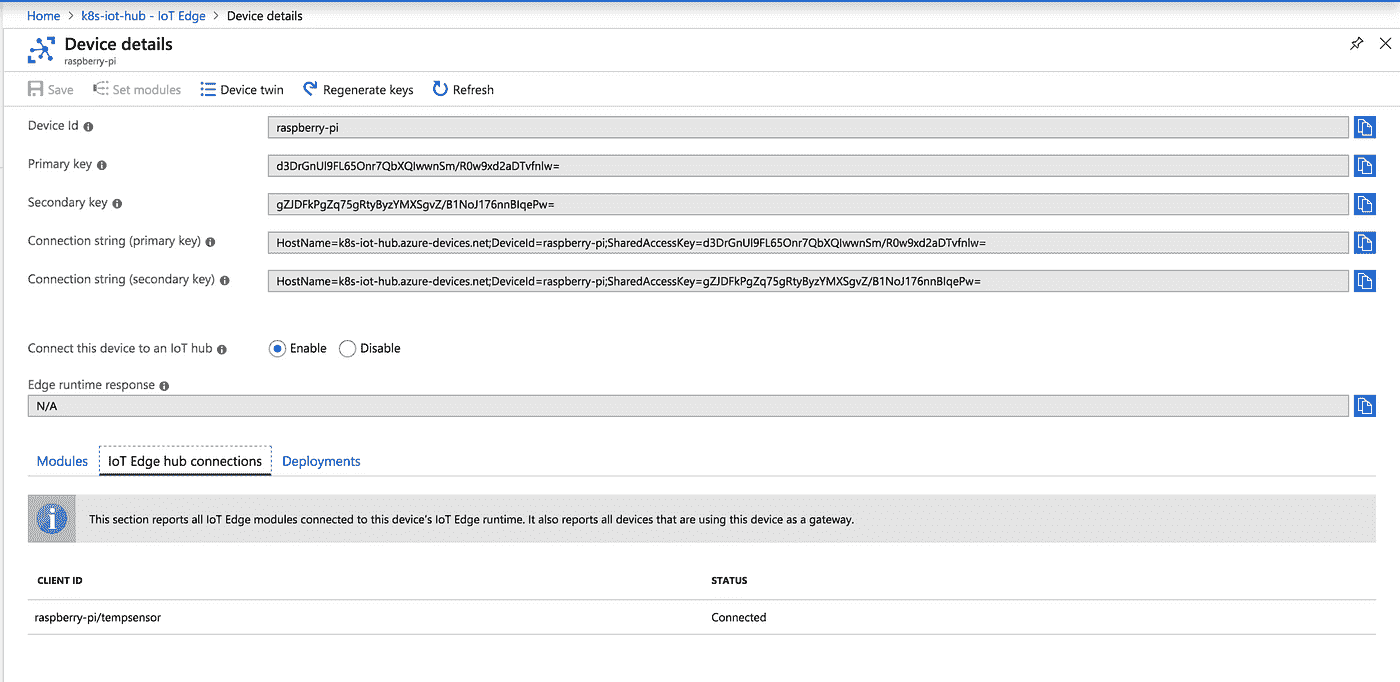 Home > k8s-iot-hub - IoT Edge > Device details
Device details
raspberry-pi
Save Set modules Device twin Regenerate keys Refresh
Device Id
raspberry-pi
Primary key
d3DrGnUl9FL65Onr7QbXQIwwnSm/R0w9xd2aDTvfnlw=
Secondary key
gZJDFkPgZq75gRtyByzYMXSgvZ/B1NoJ176nnBIqePw=
Connection string (primary key)
HostName=k8s-iot-hub.azure-devices.net;DeviceId=raspberry-pi;SharedAccessKey=d3DrGnUl9FL65Onr7QbXQIwwnSm/R0w9xd2aDTvfnlw=
Connection string (secondary key)
HostName=k8s-iot-hub.azure-devices.net;DeviceId=raspberry-pi;SharedAccessKey=gZJDFkPgZq75gRtyByzYMXSgvZ/B1NoJ176nnBIqePw=
Connect this device to an IoT hub
Enable Disable
Edge runtime response
N/A
Modules IoT Edge hub connections Deployments
This section reports all IoT Edge modules connected to this device's IoT Edge runtime. It also reports all devices that are using this device as a gateway.
CLIENT ID STATUS
raspberry-pi/tempsensor Connected